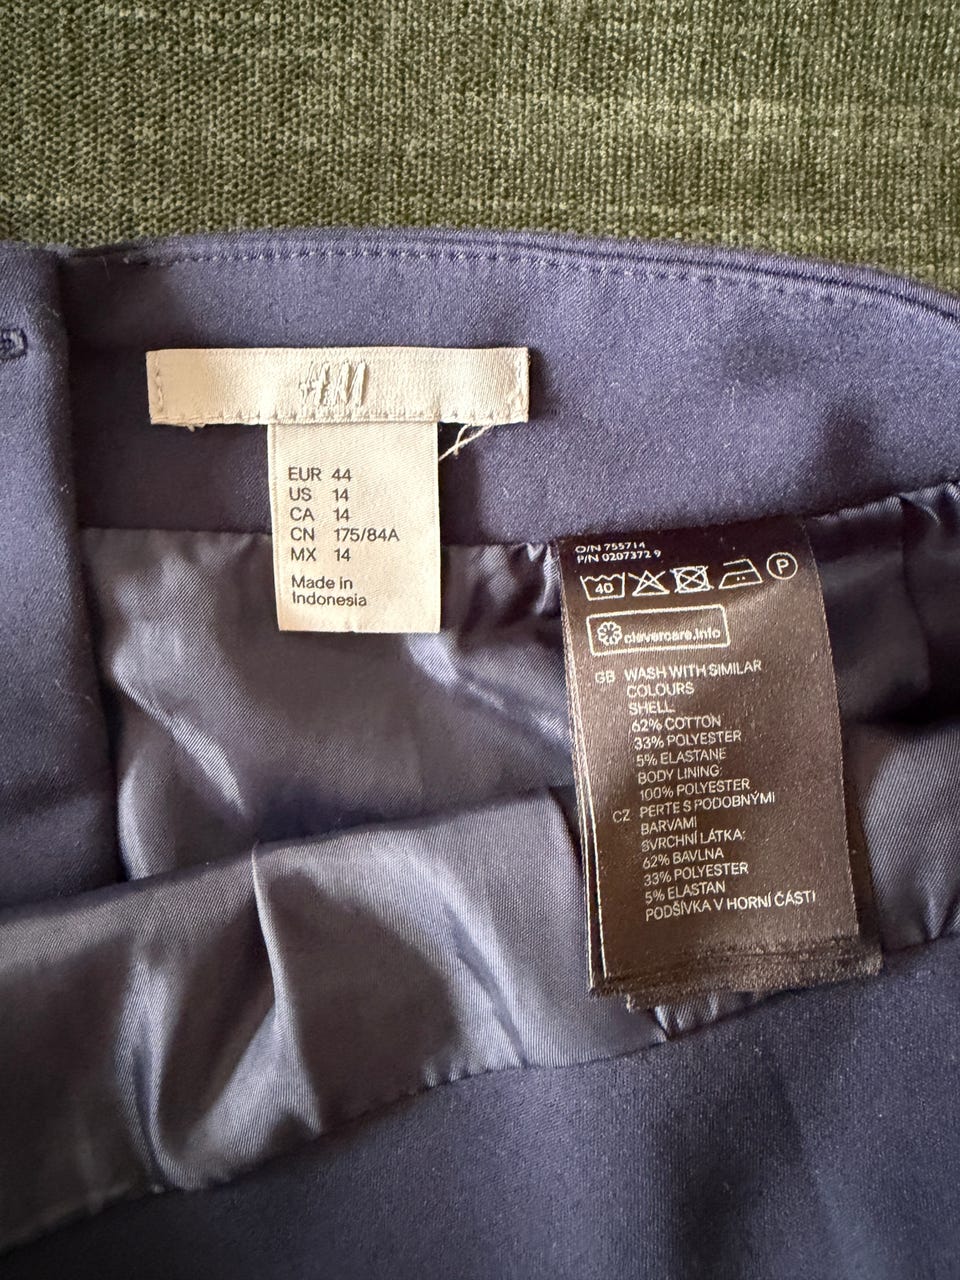 H&M
EUR 44
US 14
CA 14
CN 175/84A
MX 14
Made in
Indonesia
O/N 755714
P/N 0207372 9
40 P
clevercare.info
GB WASH WITH SIMILAR
COLOURS
SHELL
62% COTTON
33% POLYESTER
5% ELASTANE
BODY LINING:
100% POLYESTER
CZ PERTE S PODOBNÝMI
BARVAMI
SVRCHNÍ LÁTKA:
62% BAVLNA
33% POLYESTER
5% ELASTAN
PODŠÍVKA V HORNÍ ČÁSTI